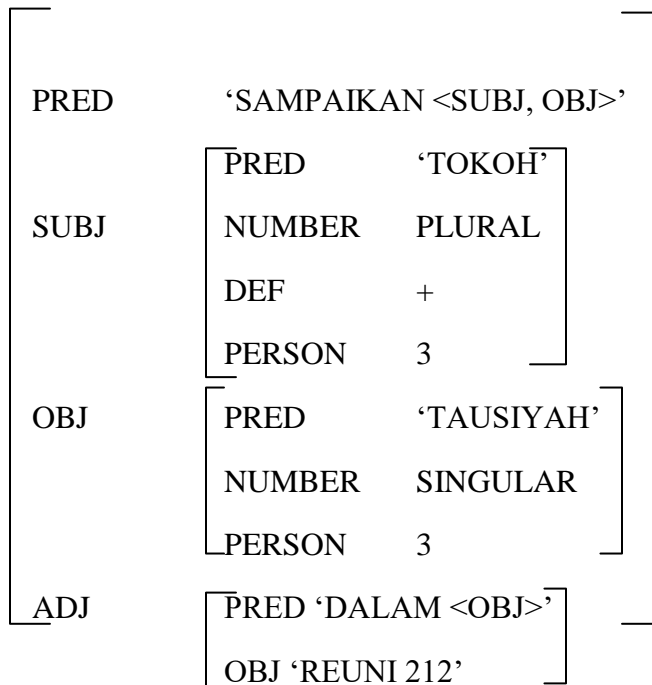 PRED ‘SAMPAIKAN <SUBJ, OBJ>’
PRED ‘TOKOH’
SUBJ NUMBER PLURAL
DEF +
PERSON 3
OBJ PRED ‘TAUSIYAH’
NUMBER SINGULAR
PERSON 3
ADJ PRED ‘DALAM <OBJ>’
OBJ ‘REUNI 212’